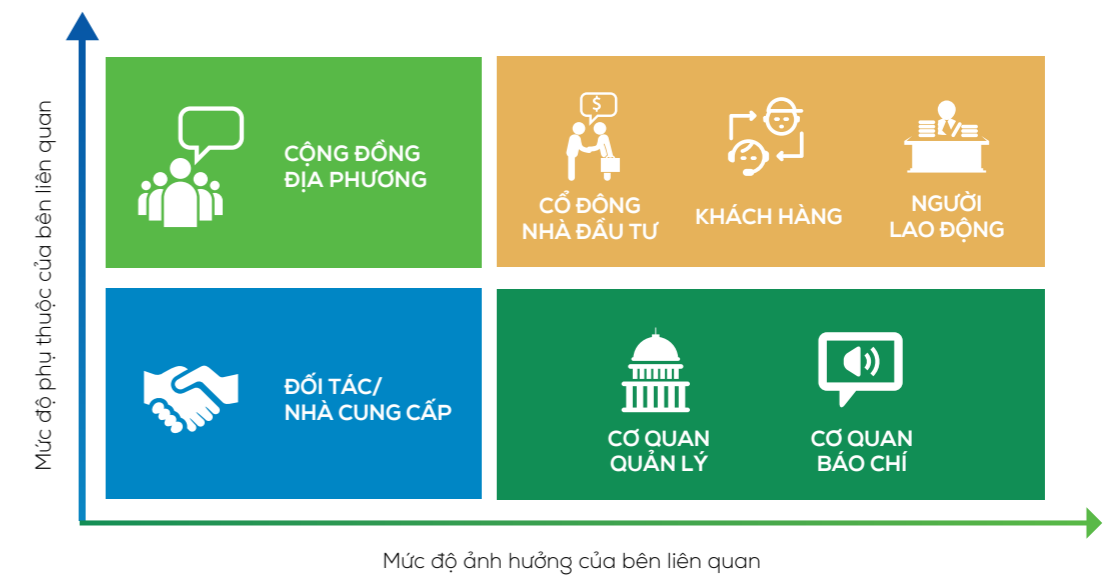 Mức độ phụ thuộc của bên liên quan
CỘNG ĐỒNG
ĐỊA PHƯƠNG
$
CỔ ĐÔNG
NHÀ ĐẦU TƯ
KHÁCH HÀNG
NGƯỜI
LAO ĐỘNG
ĐỐI TÁC/
NHÀ CUNG CẤP
CƠ QUAN
QUẢN LÝ
CƠ QUAN
BÁO CHÍ
Mức độ ảnh hưởng của bên liên quan